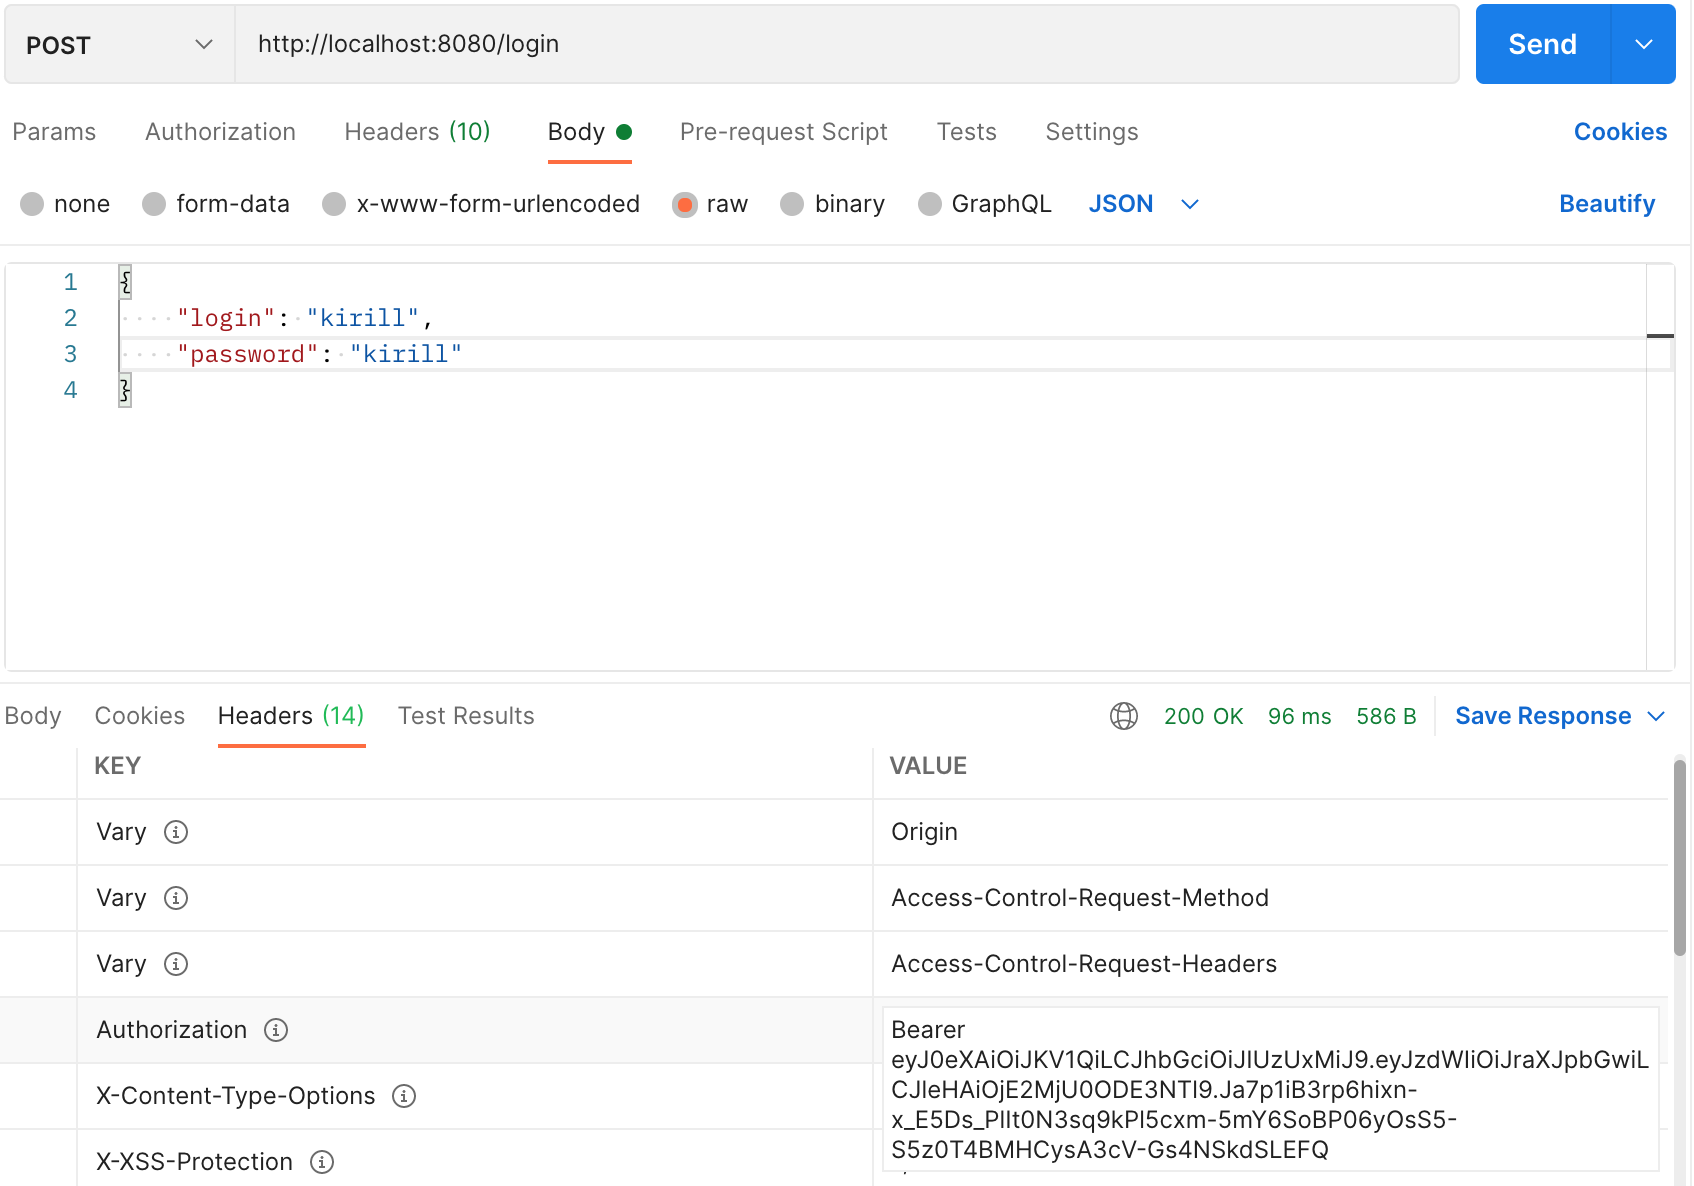 POST http://localhost:8080/login Send
Params Authorization Headers (10) Body Pre-request Script Tests Settings Cookies
none form-data x-www-form-urlencoded raw binary GraphQL JSON Beautify
1 {
2 "login": "kirill",
3 "password": "kirill"
4 }
Body Cookies Headers (14) Test Results 200 OK 96 ms 586 B Save Response
KEY VALUE
Vary Origin
Vary Access-Control-Request-Method
Vary Access-Control-Request-Headers
Authorization Bearer
eyJ0eXAiOiJKV1QiLCJhbGciOiJIUzUxMiJ9.eyJzdWIiOiJraXJpbGwiL
CJleHAiOjE2MjU0ODE3NTl9.Ja7p1iB3rp6hixn-
x_E5Ds_PlIt0N3sq9kPl5cxm-5mY6SoBP06yOsS5-
S5z0T4BMHCysA3cV-Gs4NSkdSLEFQ
X-Content-Type-Options
X-XSS-Protection